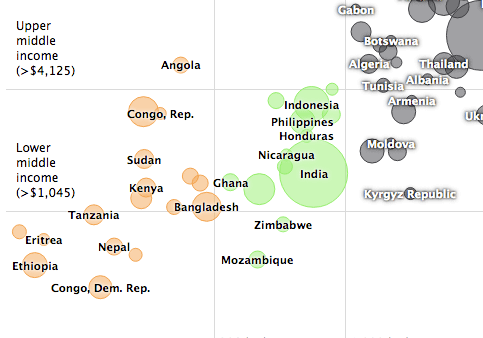 Gabon
Upper
middle
income
(>$4,125)
Botswana
Angola
Algeria
Thailand
Tunisia
Albania
Indonesia
Armenia
Congo, Rep.
Philippines
Honduras
Lower
middle
income
(>$1,045)
Moldova
Sudan
Nicaragua
India
Kenya
Ghana
Kyrgyz Republic
Bangladesh
Tanzania
Zimbabwe
Eritrea
Nepal
Ethiopia
Mozambique
Congo, Dem. Rep.